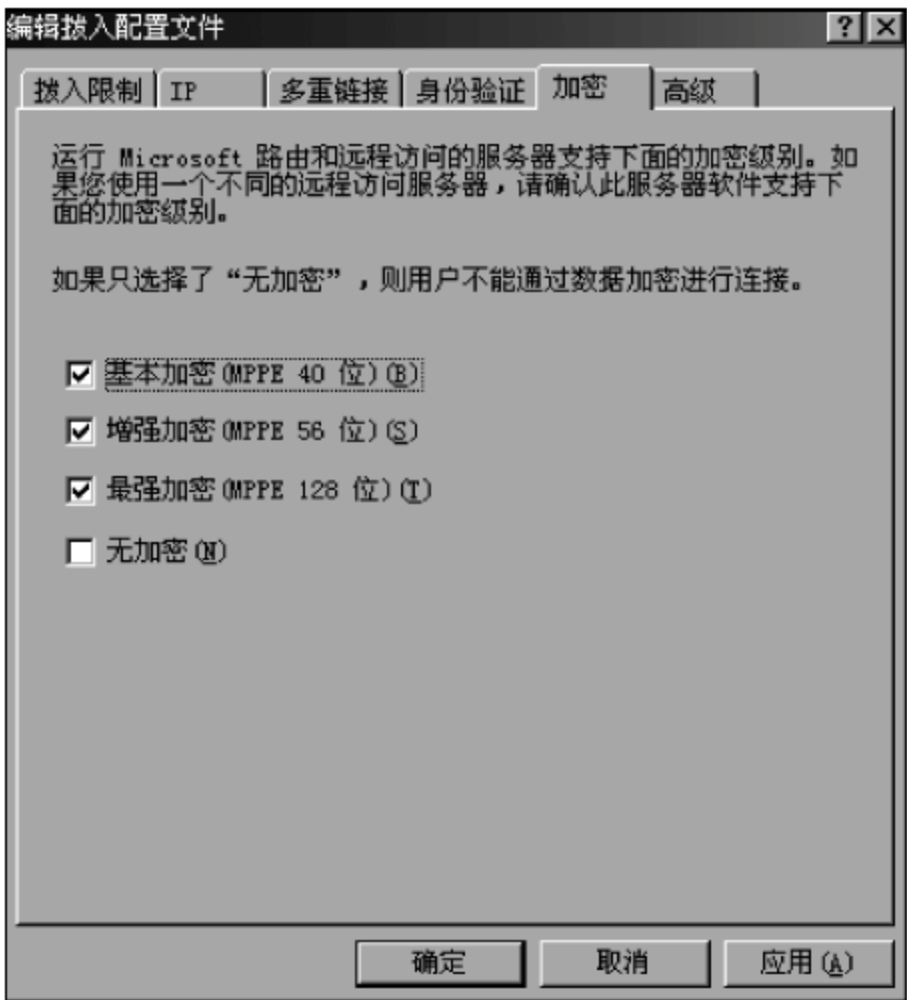 编辑拨入配置文件
拨入限制 IP 多重链接 身份验证 加密 高级
运行 Microsoft 路由和远程访问的服务器支持下面的加密级别。如
果您使用一个不同的远程访问服务器，请确认此服务器软件支持下
面的加密级别。
如果只选择了“无加密”，则用户不能通过数据加密进行连接。
基本加密(MPPE 40 位)(B)
增强加密(MPPE 56 位)(S)
最强加密(MPPE 128 位)(T)
无加密(N)
确定 取消 应用(A)